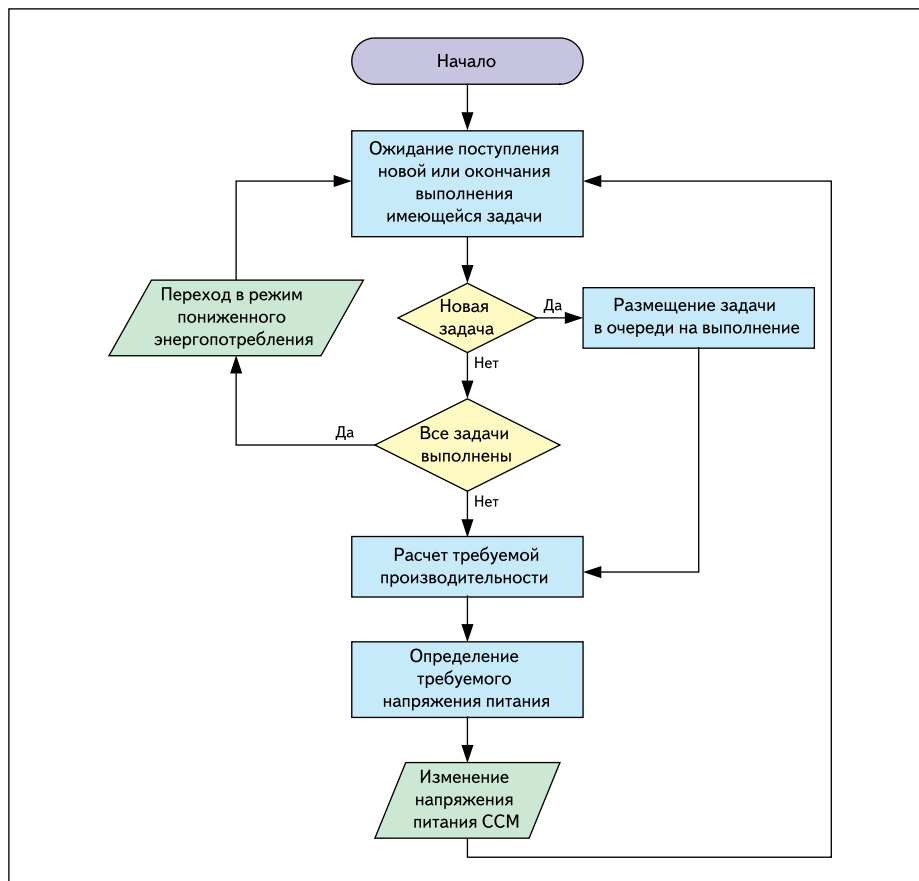 Начало
Ожидание поступления
новой или окончания
выполнения
имеющейся задачи
Переход в режим
пониженного
энергопотребления
Новая
задача
Да
Размещение задачи
в очереди на выполнение
Нет
Все задачи
выполнены
Да
Нет
Расчет требуемой
производительности
Определение
требуемого
напряжения питания
Изменение
напряжения
питания ССМ